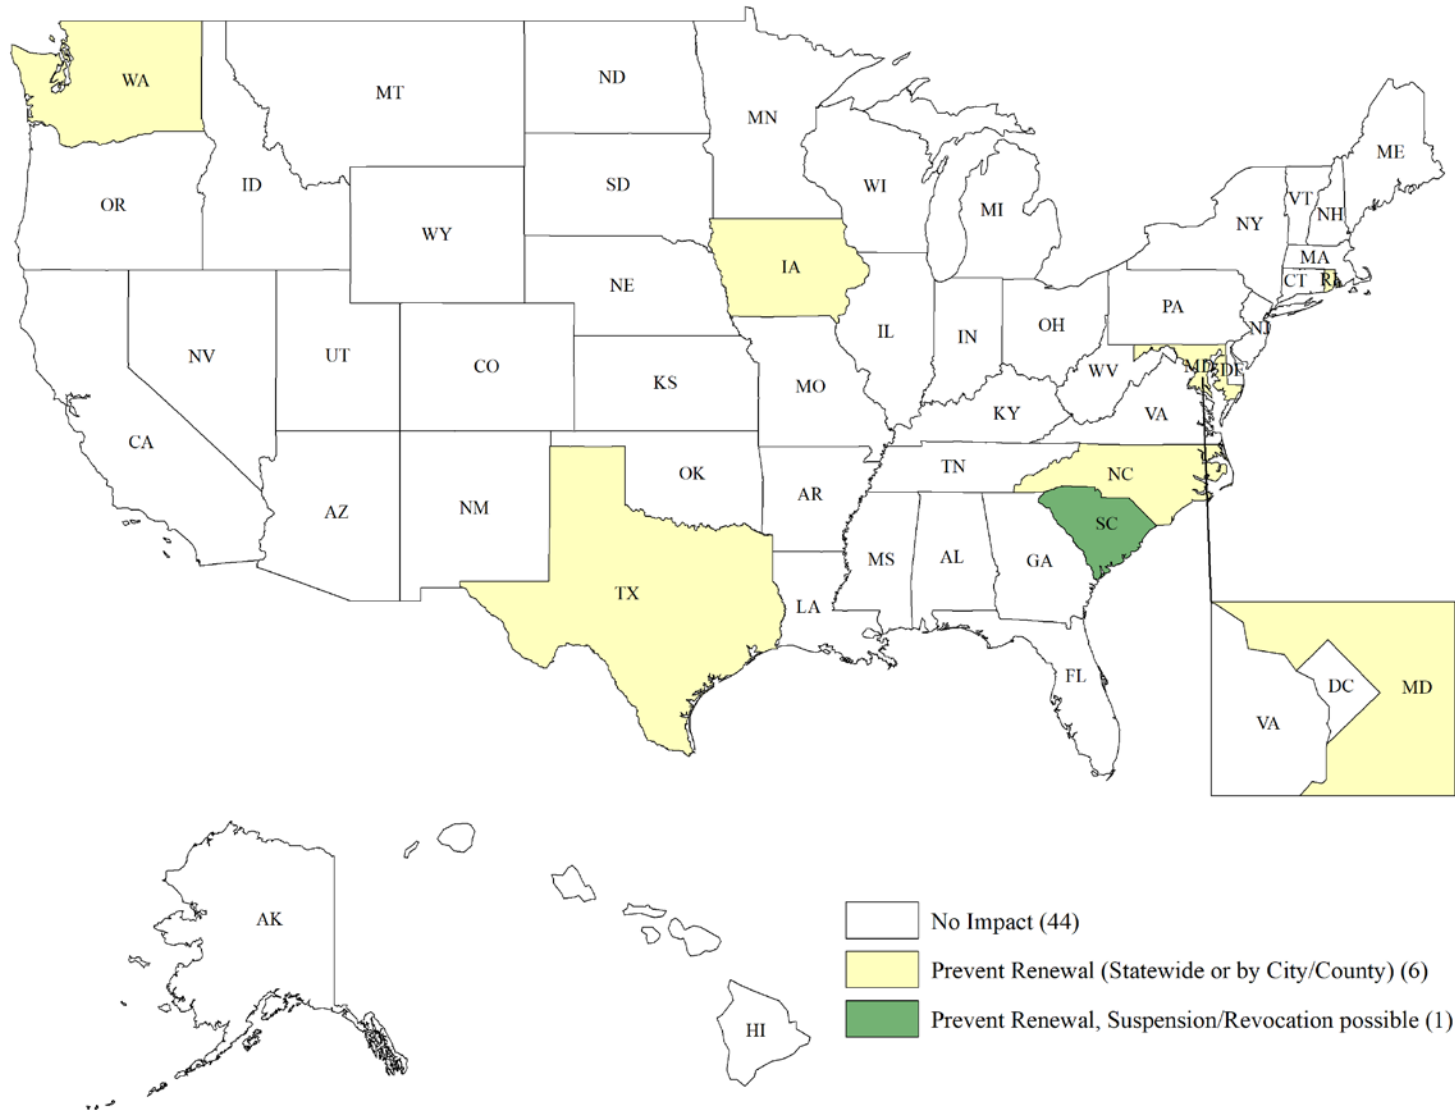 WA
MT
ND
MN
ME
OR
ID
SD
WI
MI
VT
NH
NY
WY
MA
IA
CT
RI
NE
PA
NV
UT
CO
IL
IN
OH
NJ
KS
MO
WV
MD
DE
CA
KY
VA
OK
TN
NC
AZ
NM
AR
SC
MS
AL
GA
TX
LA
FL
DC
MD
VA
AK
HI
No Impact (44)
Prevent Renewal (Statewide or by City/County) (6)
Prevent Renewal, Suspension/Revocation possible (1)